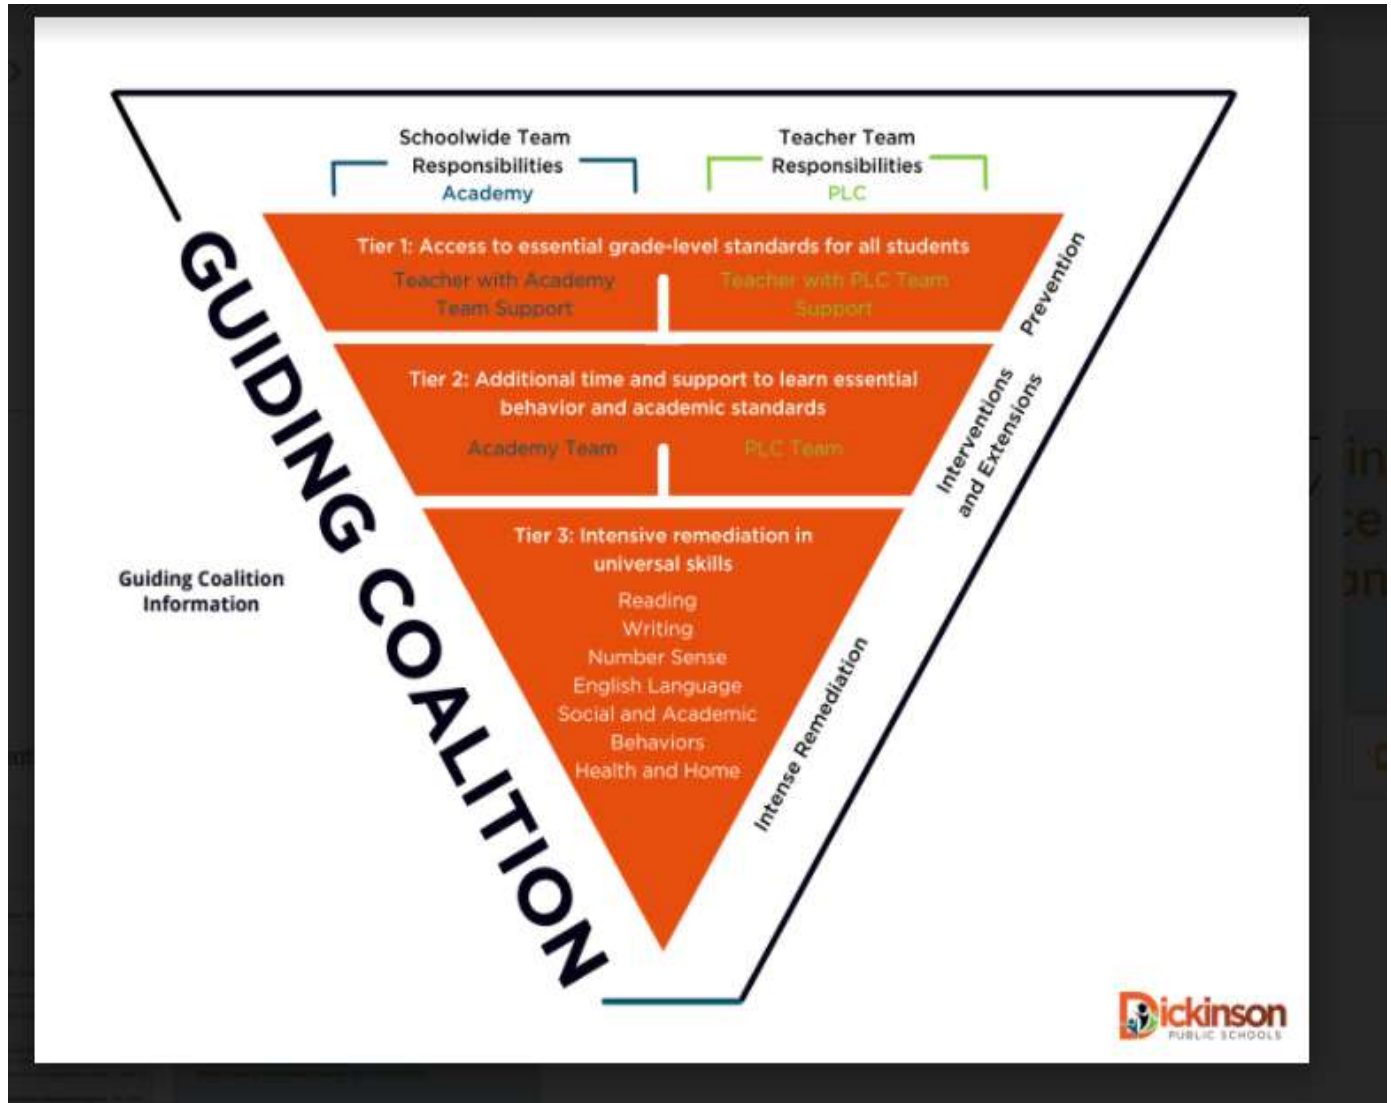 Schoolwide Team
Responsibilities
Academy
Teacher Team
Responsibilities
PLC
Tier 1: Access to essential grade-level standards for all students
Teacher with Academy
Team Support
Teacher with PLC Team
Support
Prevention
Tier 2: Additional time and support to learn essential
behavior and academic standards
Academy Team
PLC Team
Interventions
and Extensions
Tier 3: Intensive remediation in
universal skills
Reading
Writing
Number Sense
English Language
Social and Academic
Behaviors
Health and Home
Intense Remediation
GUIDING COALITION
Guiding Coalition
Information
Dickinson
PUBLIC SCHOOLS